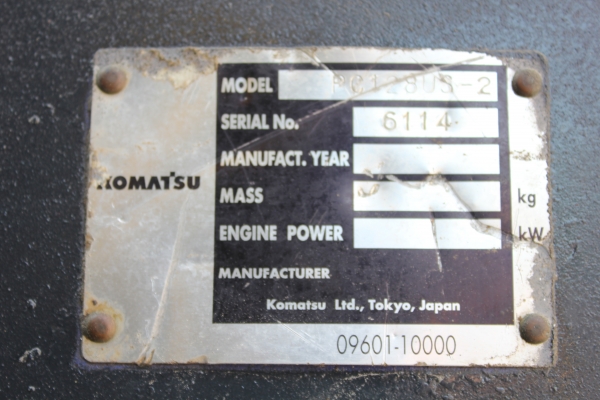 MODEL PC128US-2
SERIAL No. 6114
MANUFACT. YEAR
KOMATSU
MASS kg
ENGINE POWER kW
MANUFACTURER
Komatsu Ltd., Tokyo, Japan
09601-10000